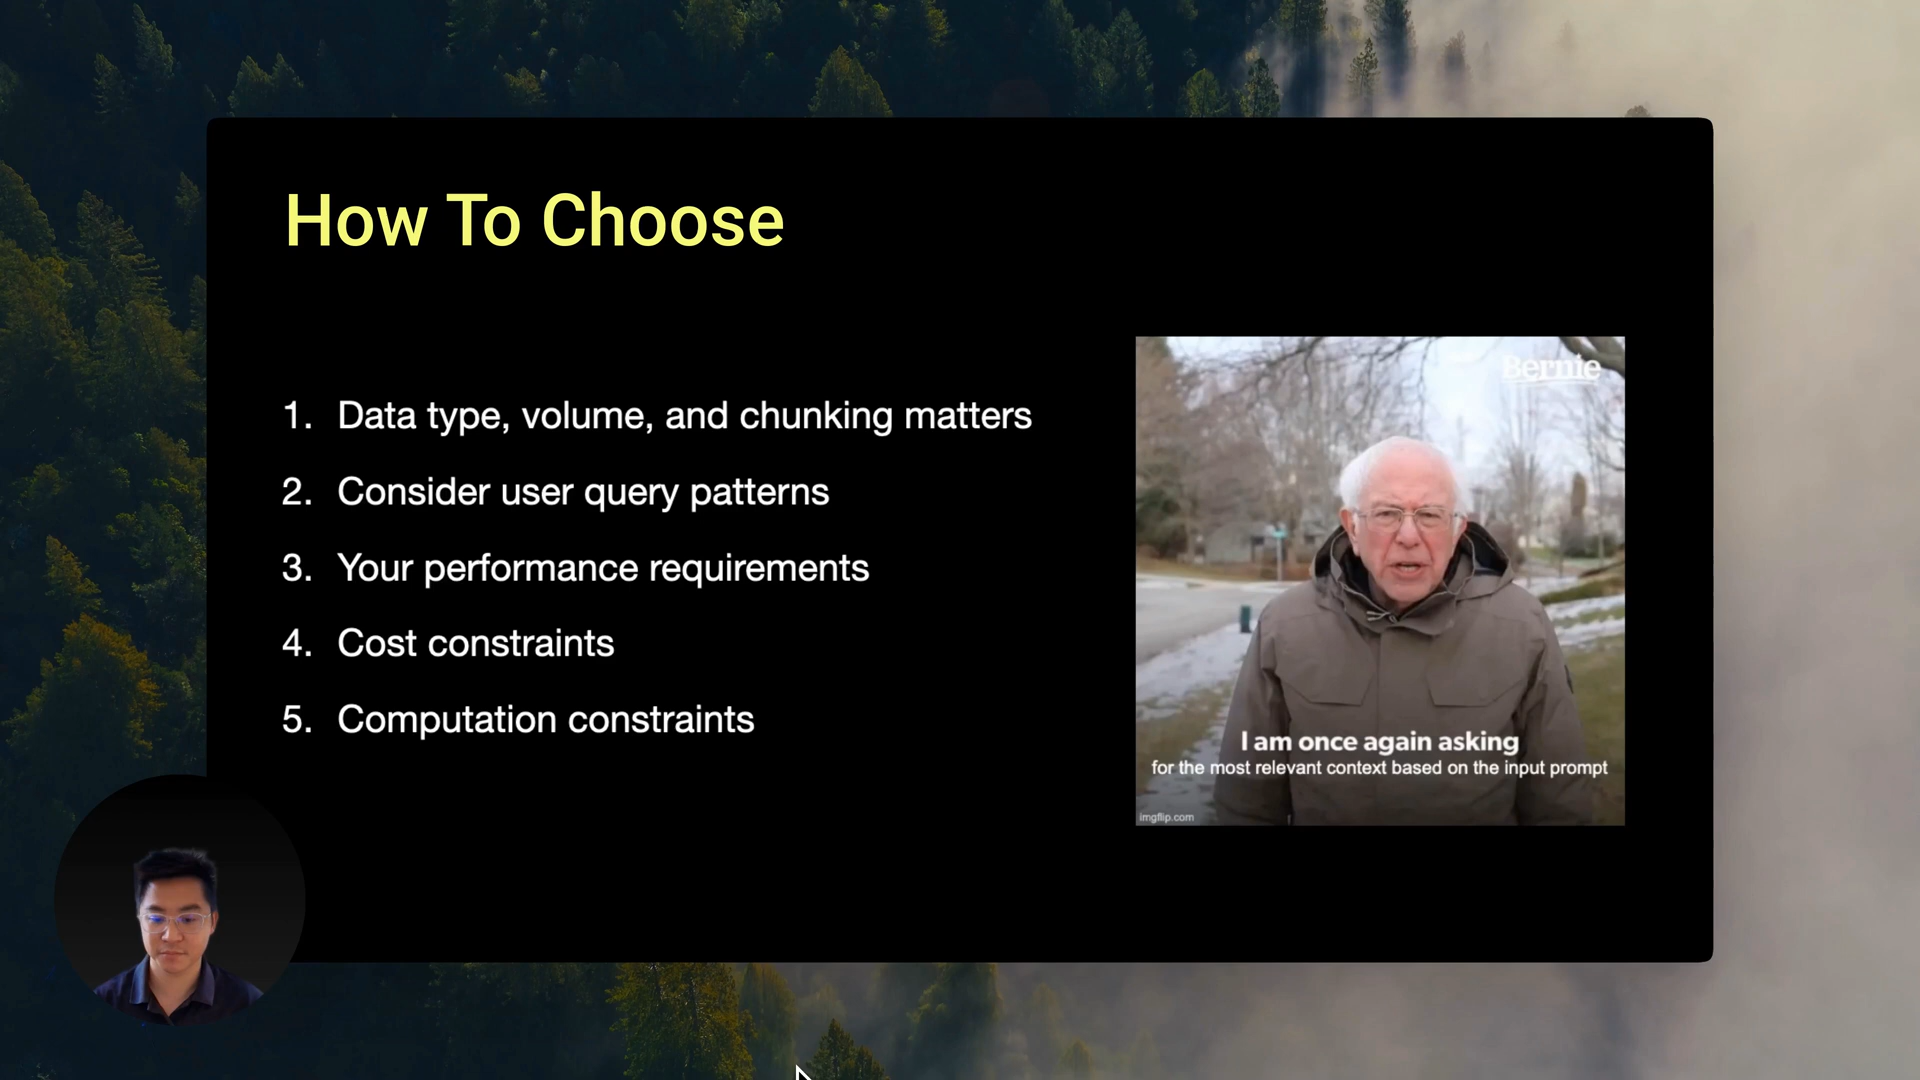 How To Choose
1. Data type, volume, and chunking matters
2. Consider user query patterns
3. Your performance requirements
4. Cost constraints
5. Computation constraints
Bernie
I am once again asking
for the most relevant context based on the input prompt
imgflip.com